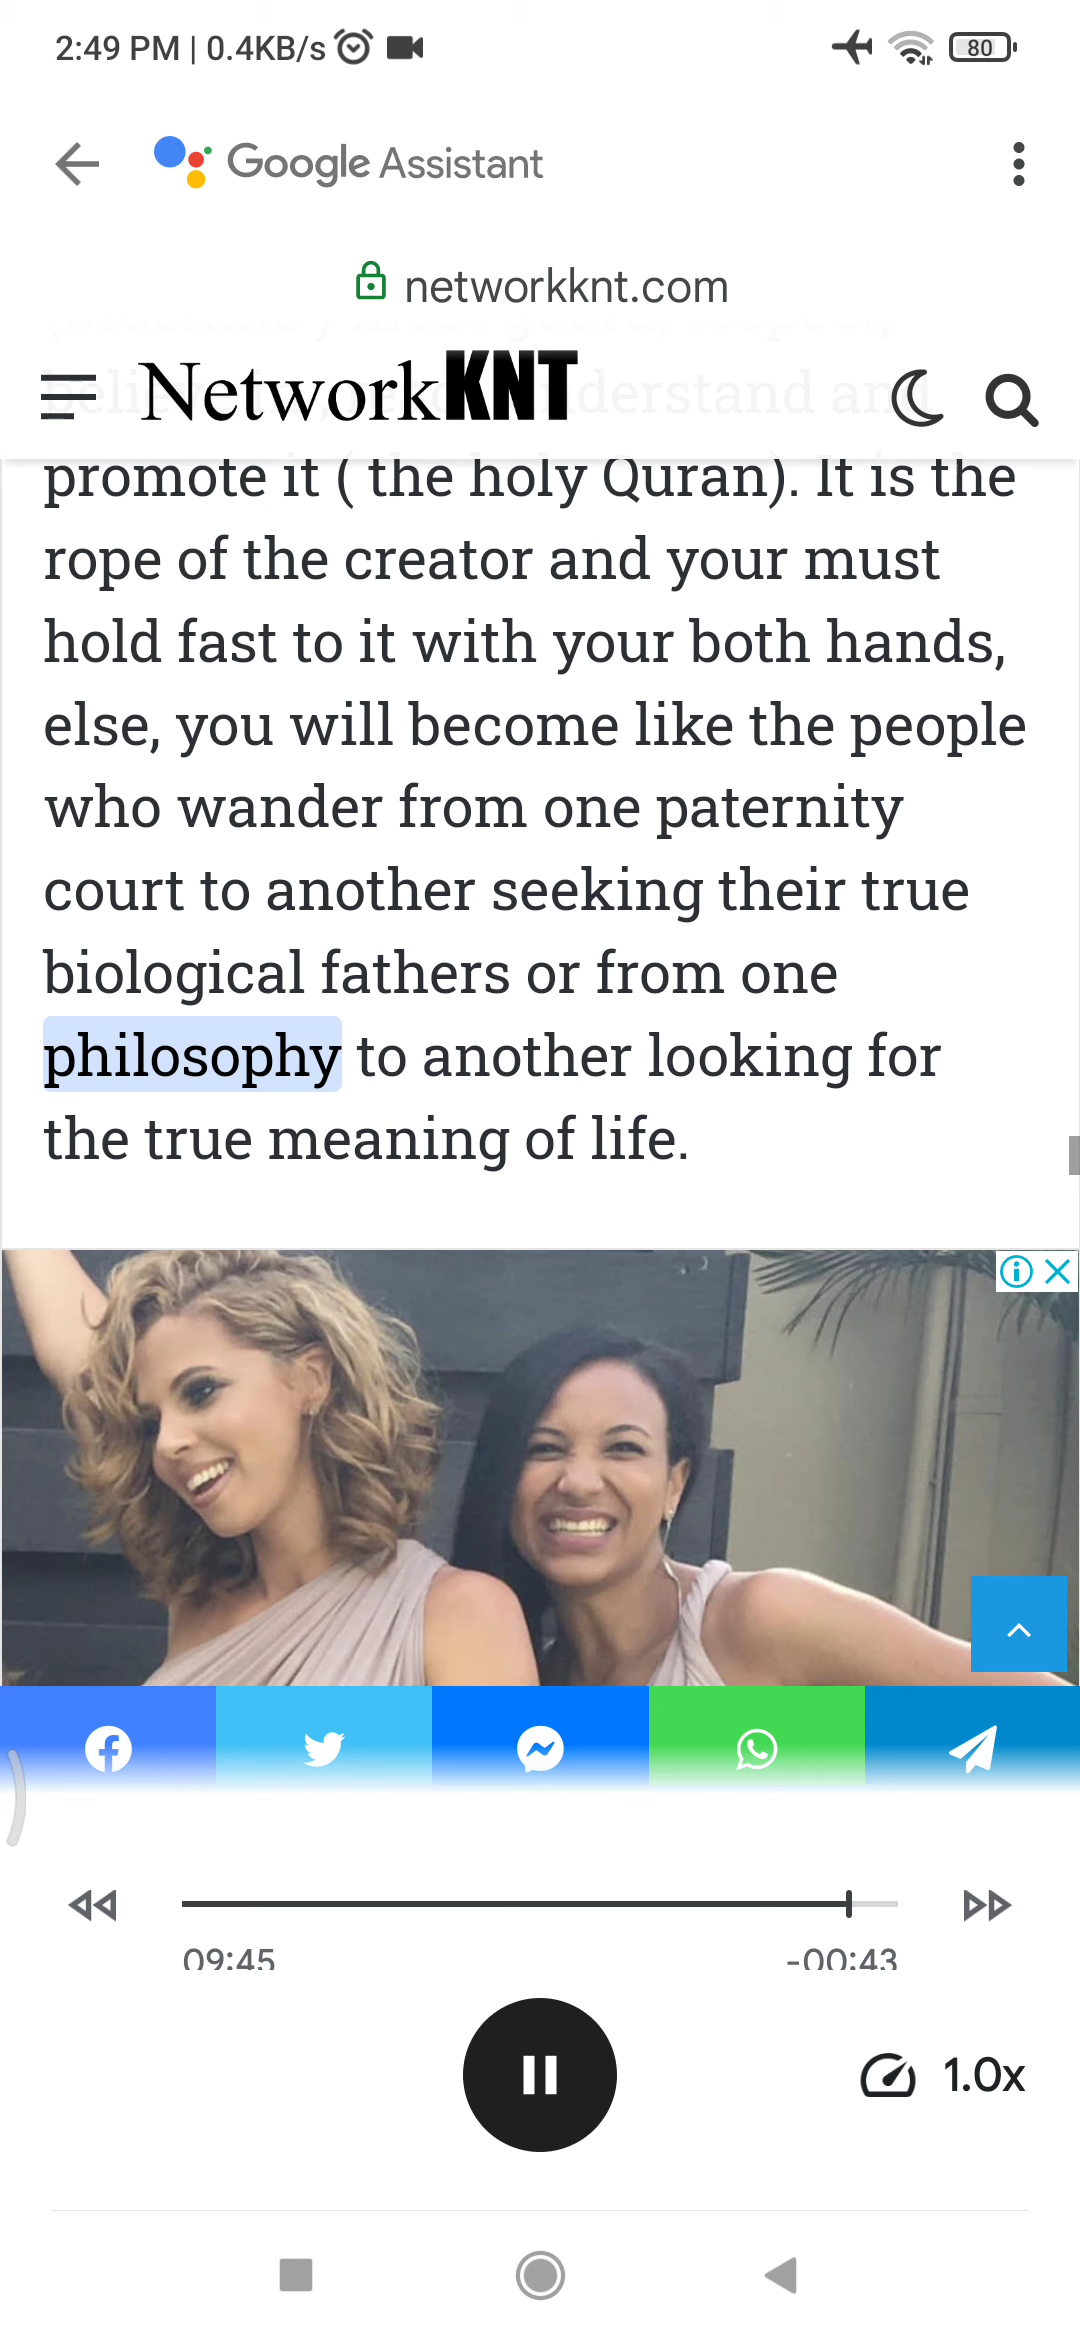 2:49 PM | 0.4KB/s 80
Google Assistant
networkknt.com
NetworkKNT
promote it ( the holy Quran). It is the
rope of the creator and your must
hold fast to it with your both hands,
else, you will become like the people
who wander from one paternity
court to another seeking their true
biological fathers or from one
philosophy to another looking for
the true meaning of life.
09:45 -00:43
1.0x